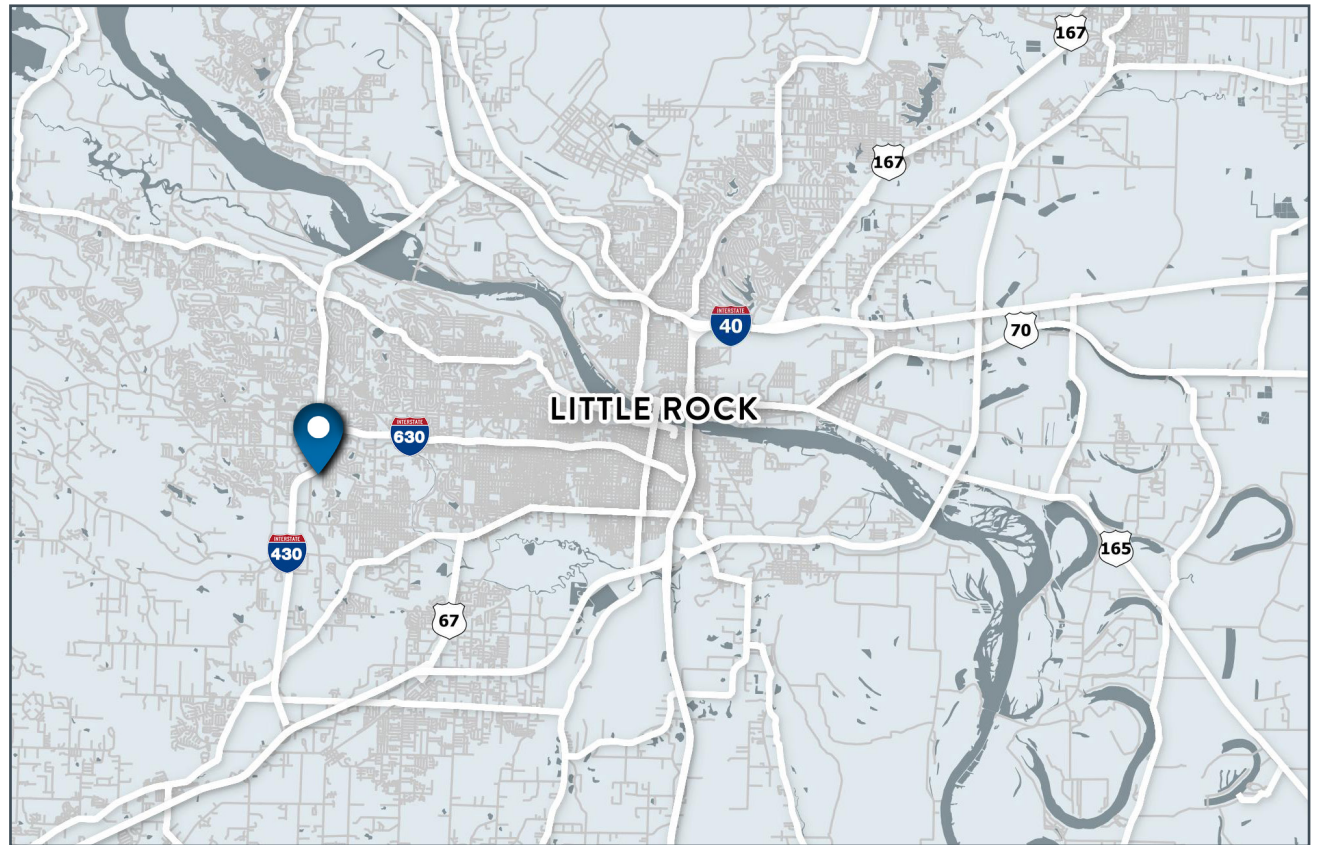 167
167
INTERSTATE
40
70
LITTLE ROCK
INTERSTATE
630
INTERSTATE
430
165
67